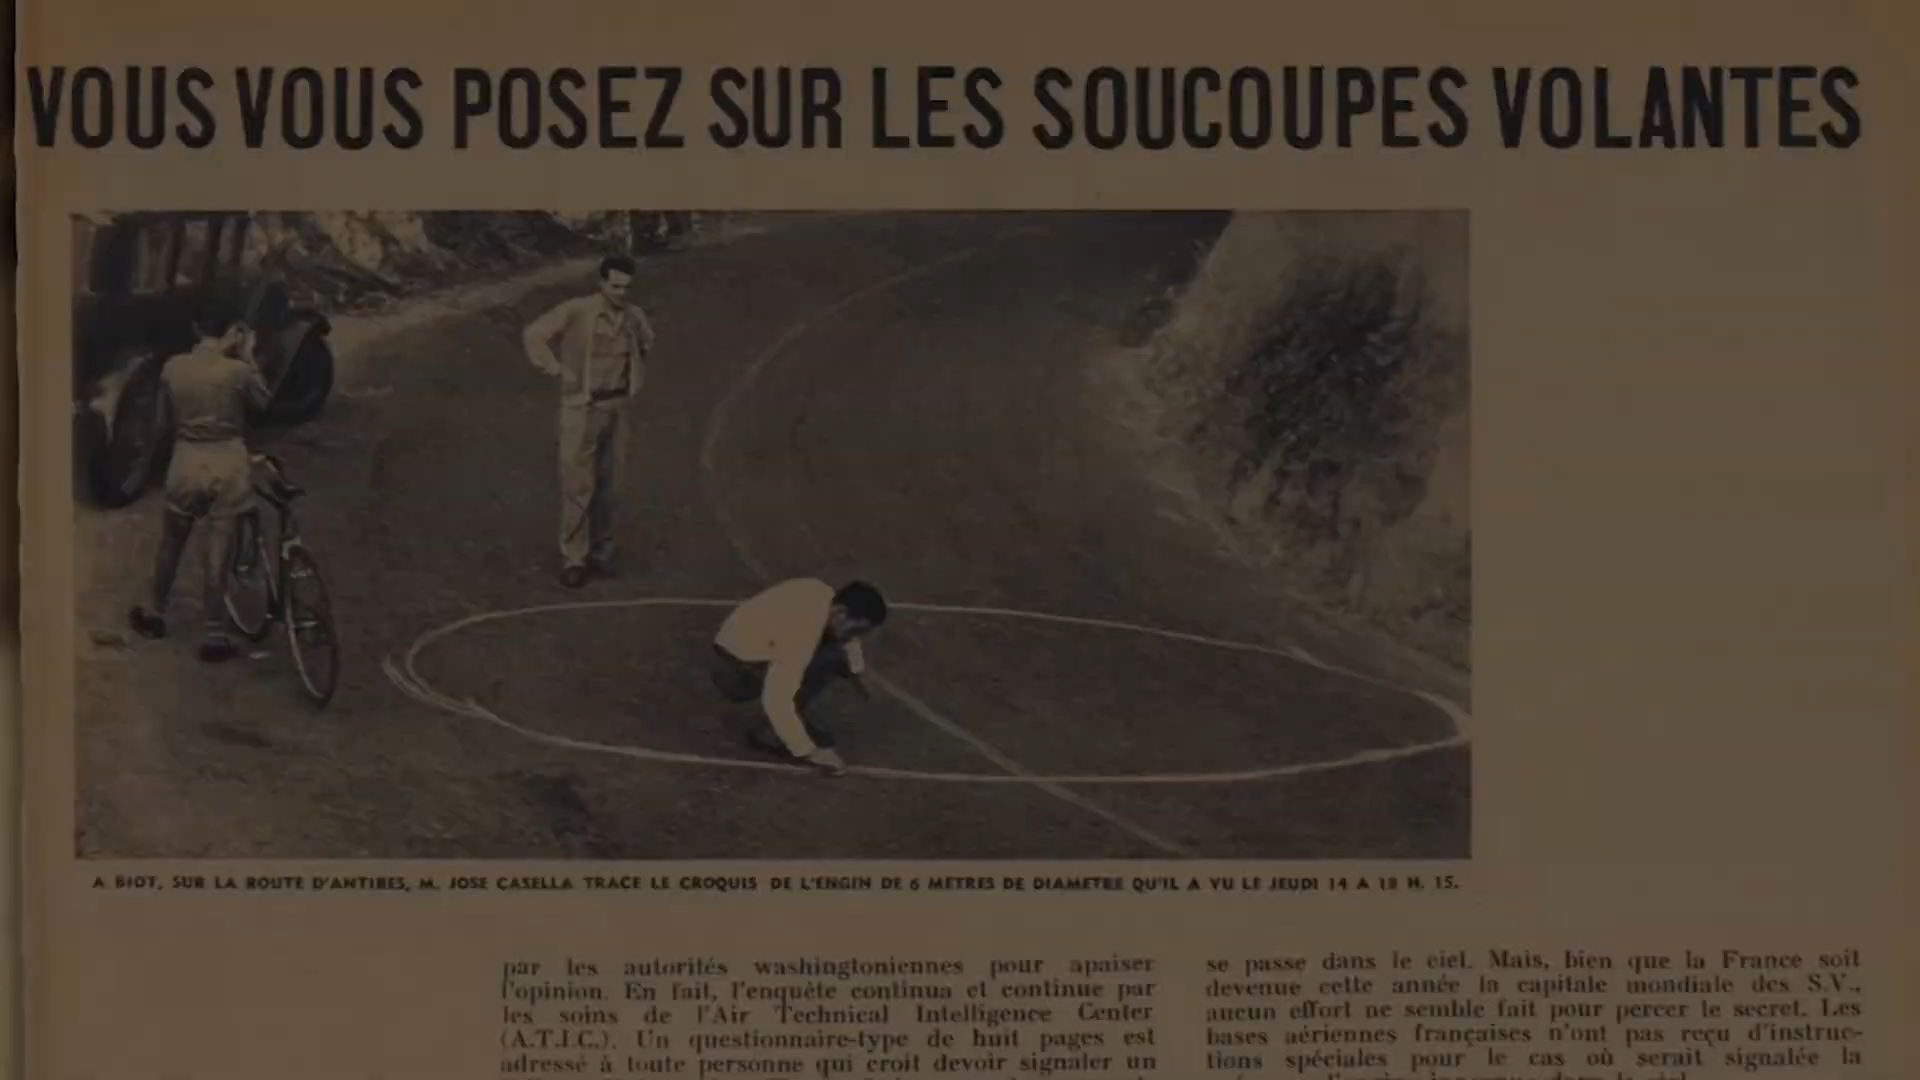 VOUS VOUS POSEZ SUR LES SOUCOUPES VOLANTES
A BIOT, SUR LA ROUTE D'ANTIBES, M. JOSE CASELLA TRACE LE CROQUIS DE L'ENGIN DE 6 METRES DE DIAMETRE QU'IL A VU LE JEUDI 14 A 18 H. 15.
par les autorités washingtoniennes pour apaiser
l'opinion. En fait, l'enquête continua et continue par
les soins de l'Air Technical Intelligence Center
(A.T.I.C.). Un questionnaire-type de huit pages est
adressé à toute personne qui croit devoir signaler un
se passe dans le ciel. Mais, bien que la France soit
devenue cette année la capitale mondiale des S.V.,
aucun effort ne semble fait pour percer le secret. Les
bases aériennes françaises n'ont pas reçu d'instruc-
tions spéciales pour le cas où serait signalée la